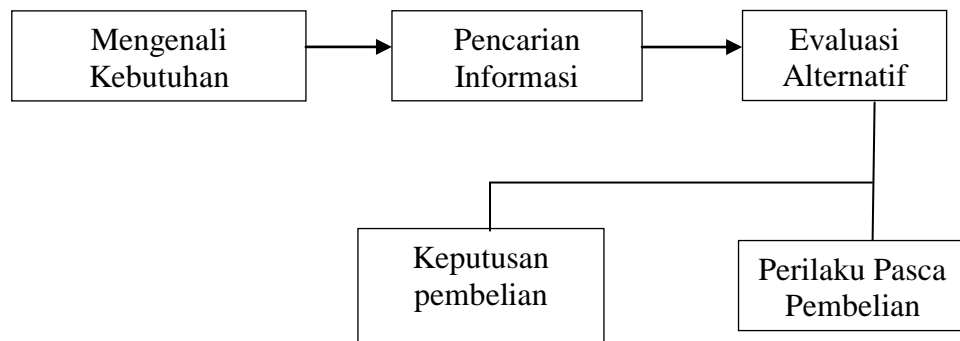 Mengenali
Kebutuhan
Pencarian
Informasi
Evaluasi
Alternatif
Keputusan
pembelian
Perilaku Pasca
Pembelian